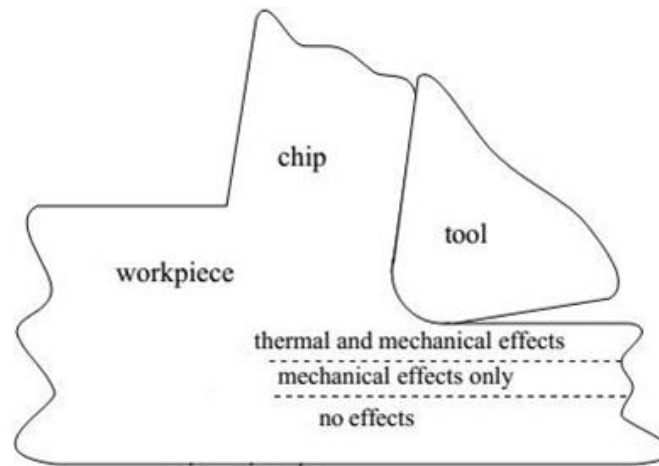 chip
tool
workpiece
thermal and mechanical effects
mechanical effects only
no effects